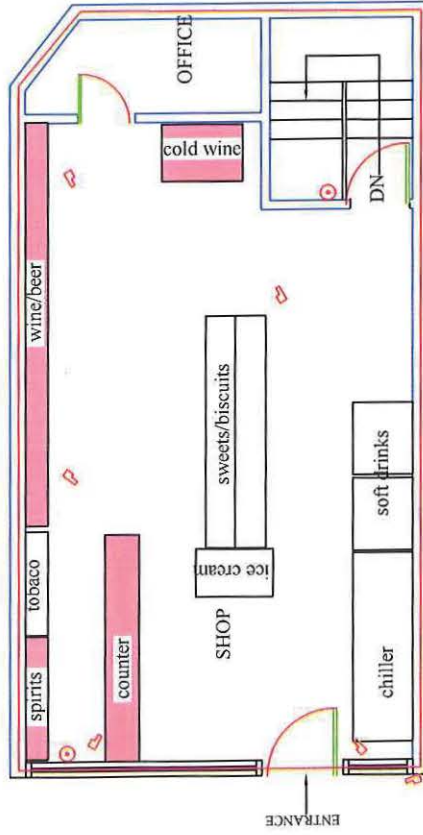 OFFICE
cold wine
wine/beer
DN
sweets/biscuits
ice cream
soft drinks
tobaco
spirits
counter
SHOP
chiller
ENTRANCE